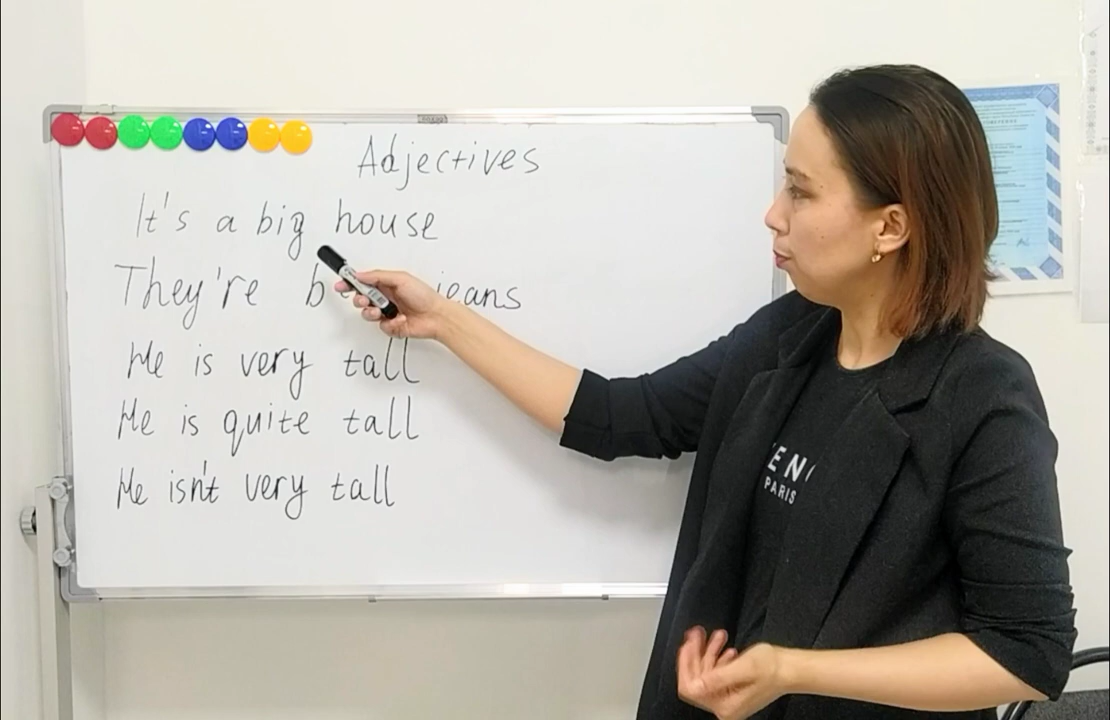 Adjectives
It's a big house
They're jeans
He is very tall
He is quite tall
He isn't very tall
PARIS